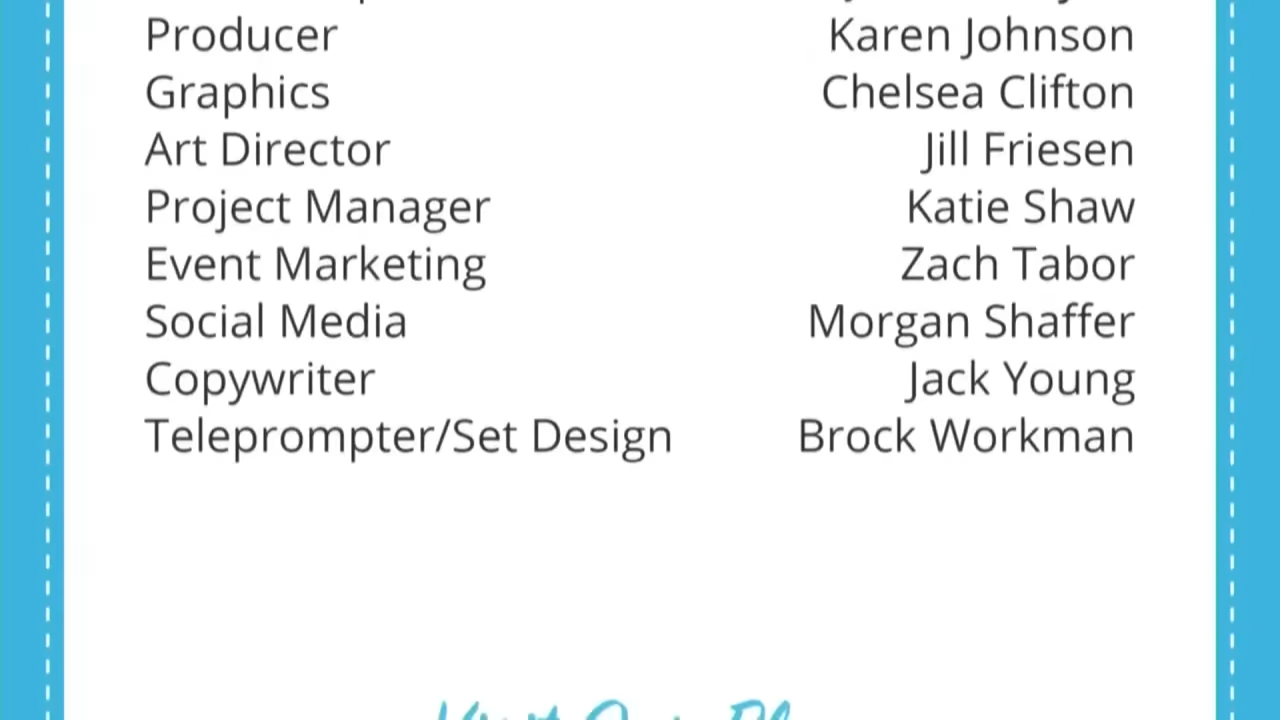 Producer Karen Johnson
Graphics Chelsea Clifton
Art Director Jill Friesen
Project Manager Katie Shaw
Event Marketing Zach Tabor
Social Media Morgan Shaffer
Copywriter Jack Young
Teleprompter/Set Design Brock Workman